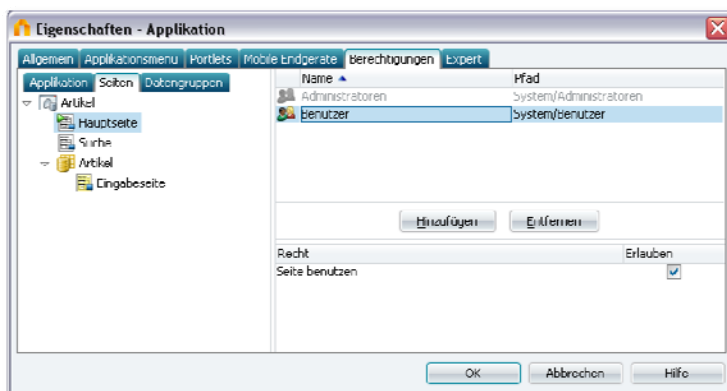 Eigenschaften - Applikation
Allgemein Applikationsmenü Portlets Mobile Endgeräte Berechtigungen Expert
Applikation Seiten Datengruppen
Artikel
Hauptseite
Suche
Artikel
Eingabeseite
Name Pfad
Administratoren System/Administratoren
Benutzer System/Benutzer
Hinzufügen Entfernen
Recht Erlauben
Seite benutzen
OK Abbrechen Hilfe